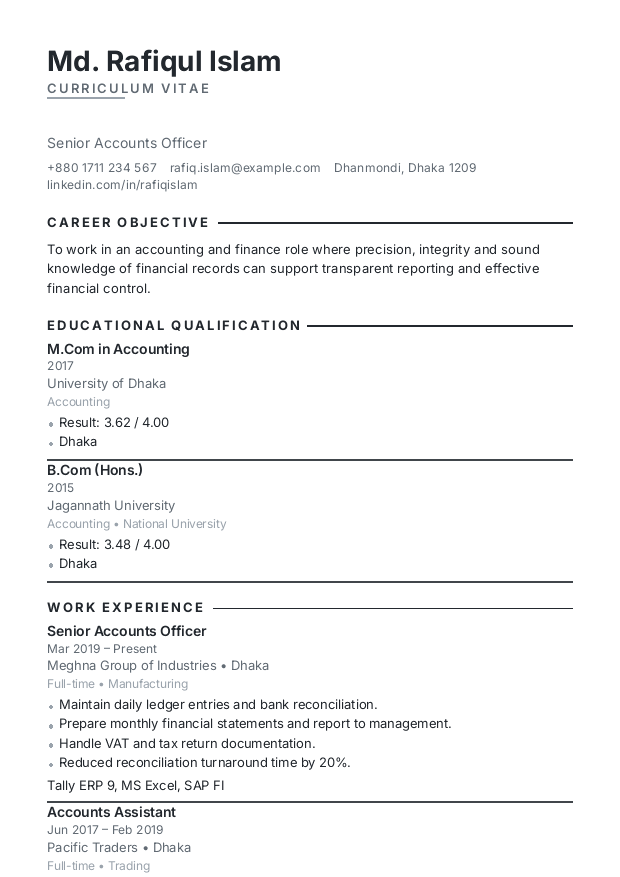 Md. Rafiqul Islam
CURRICULUM VITAE
Senior Accounts Officer
+880 1711 234 567 rafiq.islam@example.com Dhanmondi, Dhaka 1209
linkedin.com/in/rafiqislam
CAREER OBJECTIVE
To work in an accounting and finance role where precision, integrity and sound
knowledge of financial records can support transparent reporting and effective
financial control.
EDUCATIONAL QUALIFICATION
M.Com in Accounting
2017
University of Dhaka
Accounting
• Result: 3.62 / 4.00
• Dhaka
B.Com (Hons.)
2015
Jagannath University
Accounting • National University
• Result: 3.48 / 4.00
• Dhaka
WORK EXPERIENCE
Senior Accounts Officer
Mar 2019 – Present
Meghna Group of Industries • Dhaka
Full-time • Manufacturing
• Maintain daily ledger entries and bank reconciliation.
• Prepare monthly financial statements and report to management.
• Handle VAT and tax return documentation.
• Reduced reconciliation turnaround time by 20%.
Tally ERP 9, MS Excel, SAP FI
Accounts Assistant
Jun 2017 – Feb 2019
Pacific Traders • Dhaka
Full-time • Trading